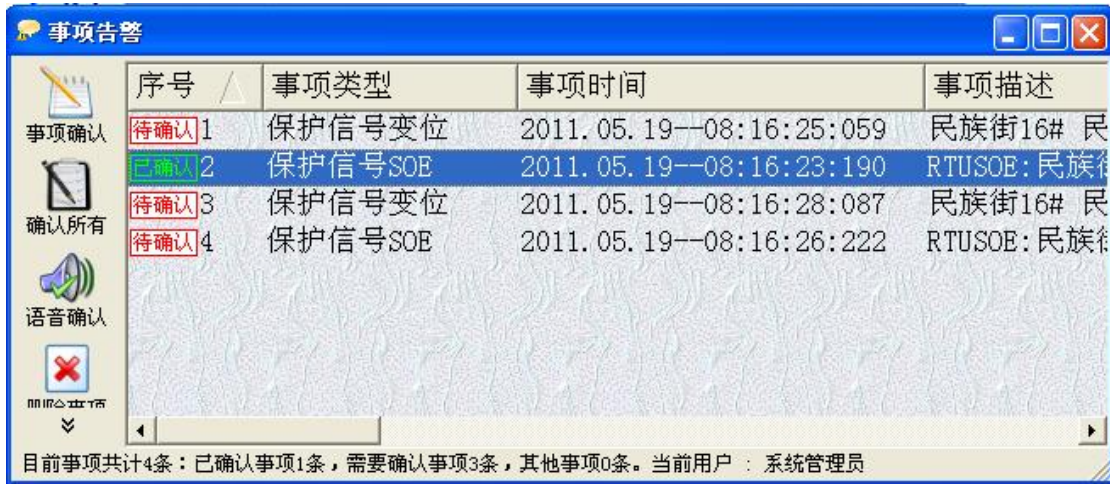 事项告警
序号 事项类型 事项时间 事项描述
待确认 1 保护信号变位 2011.05.19--08:16:25:059 民族街16# 民
已确认 2 保护信号SOE 2011.05.19--08:16:23:190 RTUSOE:民族
待确认 3 保护信号变位 2011.05.19--08:16:28:087 民族街16# 民
待确认 4 保护信号SOE 2011.05.19--08:16:26:222 RTUSOE:民族
事项确认
确认所有
语音确认
目前事项共计4条：已确认事项1条，需要确认事项3条，其他事项0条。当前用户 : 系统管理员